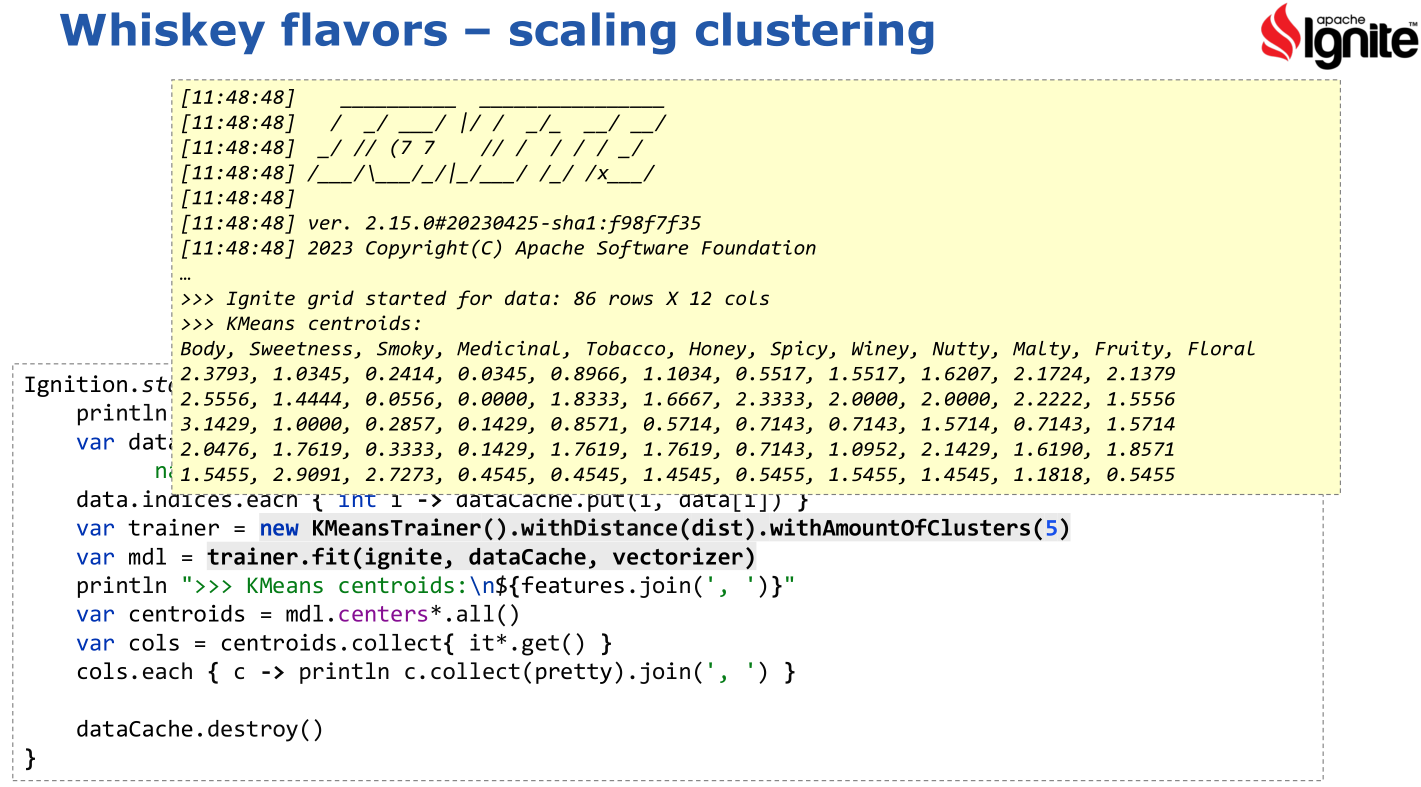 Whiskey flavors – scaling clustering
apache
Ignite™
[11:48:48]    __________  ________________
[11:48:48]   /  _/ ___/ |/ /  _/_  __/ __/
[11:48:48]  _/ // (7 7    // /  / / / _/
[11:48:48] /___/\___/_/|_/___/ /_/ /x___/
[11:48:48]
[11:48:48] ver. 2.15.0#20230425-sha1:f98f7f35
[11:48:48] 2023 Copyright(C) Apache Software Foundation
…
>>> Ignite grid started for data: 86 rows X 12 cols
>>> KMeans centroids:
Body, Sweetness, Smoky, Medicinal, Tobacco, Honey, Spicy, Winey, Nutty, Malty, Fruity, Floral
2.3793, 1.0345, 0.2414, 0.0345, 0.8966, 1.1034, 0.5517, 1.5517, 1.6207, 2.1724, 2.1379
2.5556, 1.4444, 0.0556, 0.0000, 1.8333, 1.6667, 2.3333, 2.0000, 2.0000, 2.2222, 1.5556
3.1429, 1.0000, 0.2857, 0.1429, 0.8571, 0.5714, 0.7143, 0.7143, 1.5714, 0.7143, 1.5714
2.0476, 1.7619, 0.3333, 0.1429, 1.7619, 1.7619, 0.7143, 1.0952, 2.1429, 1.6190, 1.8571
1.5455, 2.9091, 2.7273, 0.4545, 0.4545, 1.4545, 0.5455, 1.5455, 1.4545, 1.1818, 0.5455
Ignition.
println
var
data.indices.each { int i -> dataCache.put(i, data[i]) }
var trainer = new KMeansTrainer().withDistance(dist).withAmountOfClusters(5)
var mdl = trainer.fit(ignite, dataCache, vectorizer)
println ">>> KMeans centroids:\n${features.join(', ')}"
var centroids = mdl.centers*.all()
var cols = centroids.collect{ it*.get() }
cols.each { c -> println c.collect(pretty).join(', ') }
dataCache.destroy()
}